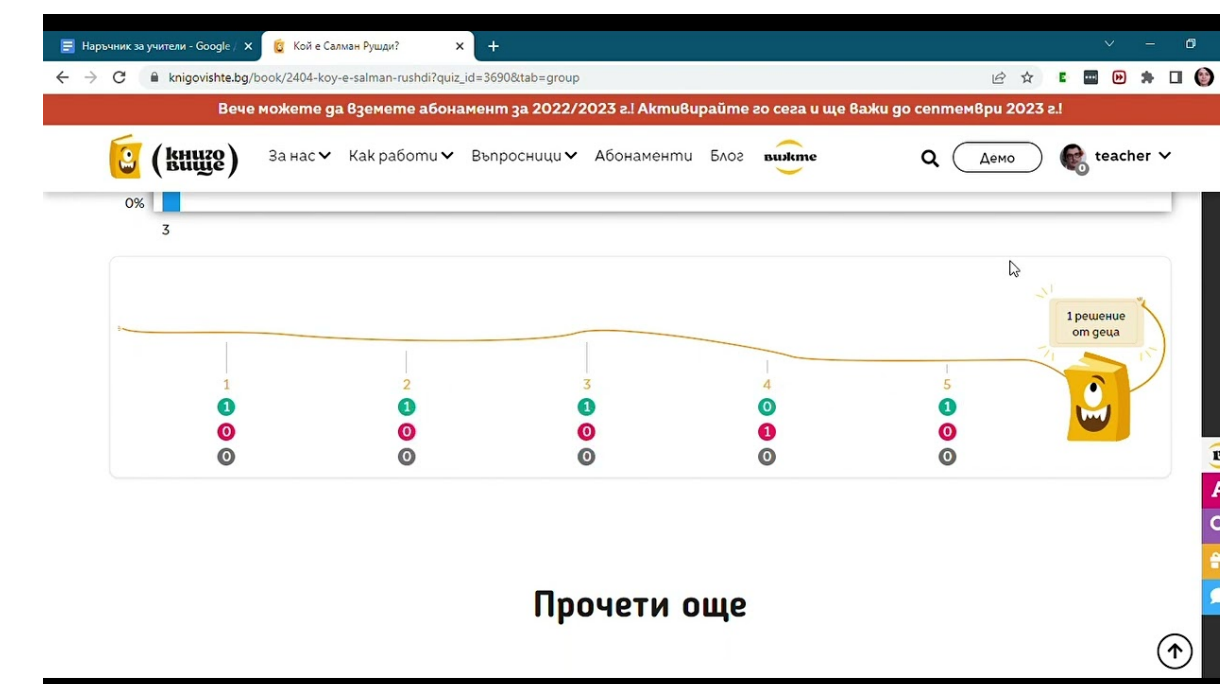 Наръчник за учители - Google
Кой е Салман Рушди?
knigovishte.bg/book/2404-koy-e-salman-rushdi?quiz_id=3690&tab=group
Вече можете да вземете абонамент за 2022/2023 г.! Активирайте го сега и ще важи до септември 2023 г.!
(книговище)
За нас Как работи Въпросници Абонаменти Блог вижте Демо teacher
0
0%
3
1 решение
от деца
1 2 3 4 5
1 1 1 0 1
0 0 0 1 0
0 0 0 0 0
Прочети още